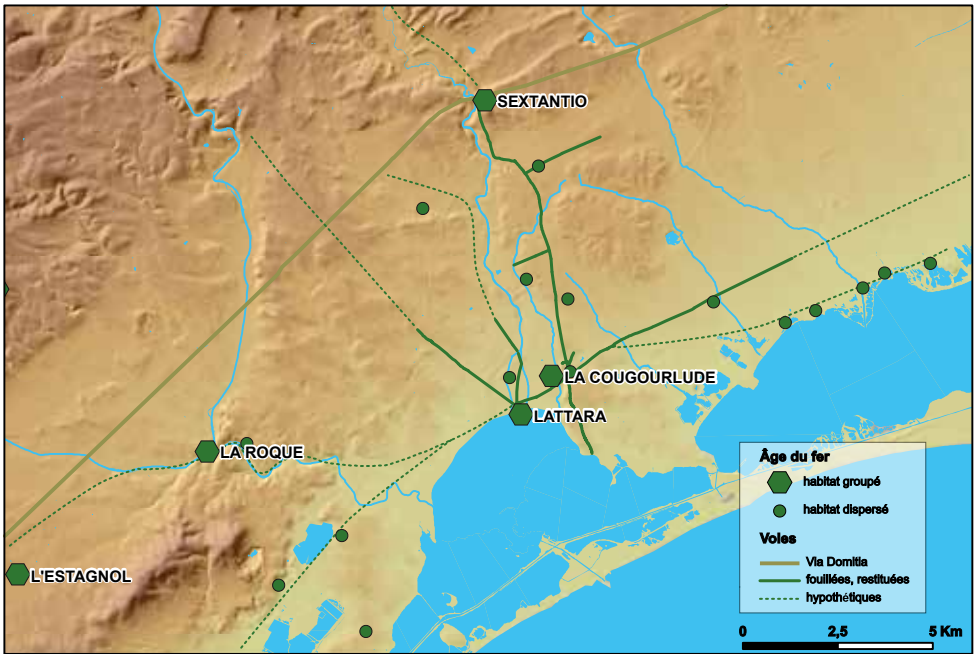 SEXTANTIO
LA COUGOURLUDE
LATTARA
LA ROQUE
L'ESTAGNOL
Âge du fer
habitat groupé
habitat dispersé
Voies
Via Domitia
fouillées, restituées
hypothétiques
0 2,5 5 Km